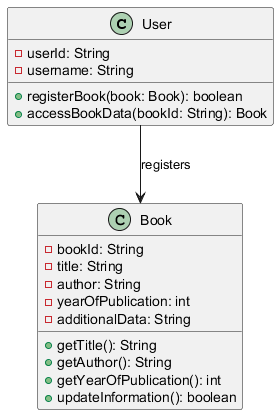 C User
userId: String
username: String
registerBook(book: Book): boolean
accessBookData(bookId: String): Book
registers
C Book
bookId: String
title: String
author: String
yearOfPublication: int
additionalData: String
getTitle(): String
getAuthor(): String
getYearOfPublication(): int
updateInformation(): boolean